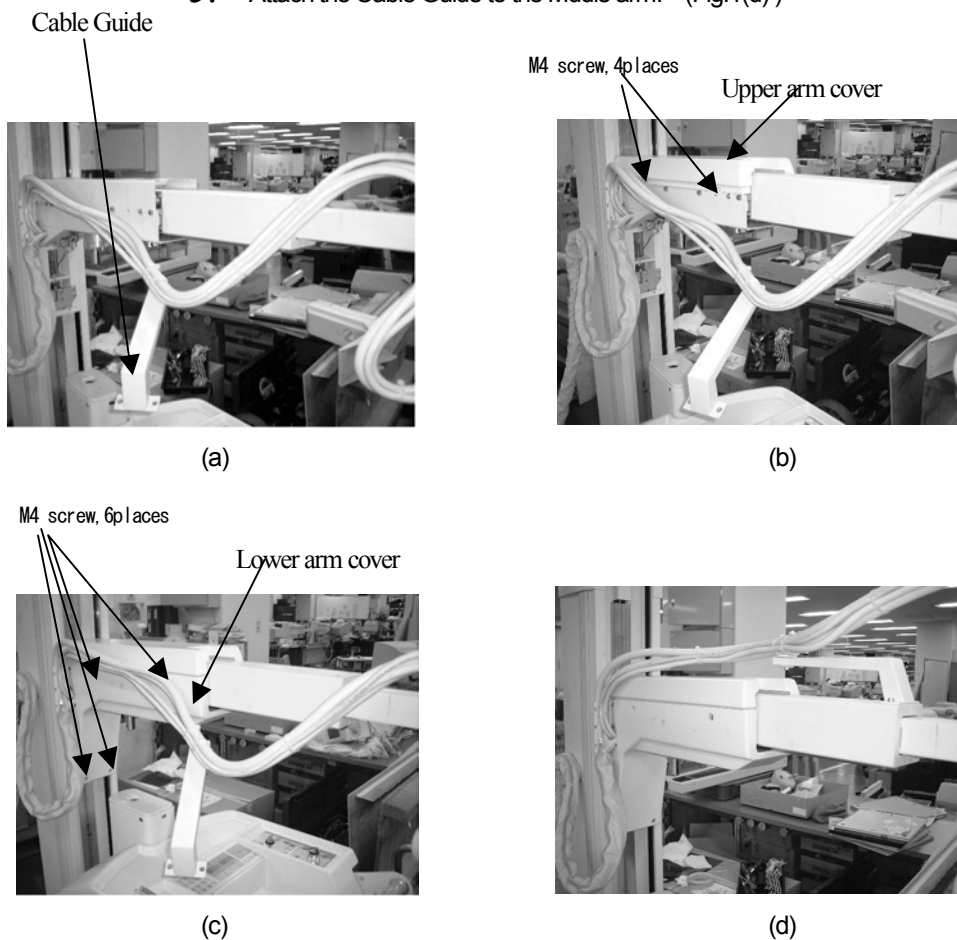 Attach the Cable Guide to the Middle arm. (Fig.4(d) )
Cable Guide
M4 screw,4places
Upper arm cover
(a)
(b)
M4 screw,6places
Lower arm cover
(c)
(d)